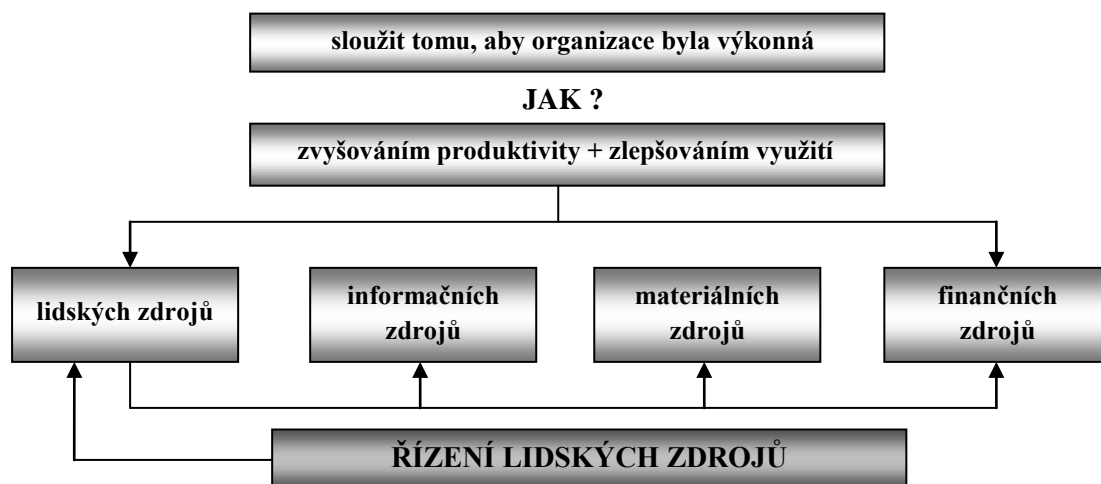 sloužit tomu, aby organizace byla výkonná
JAK ?
zvyšováním produktivity + zlepšováním využití
lidských zdrojů
informačních
zdrojů
materiálních
zdrojů
finančních
zdrojů
ŘÍZENÍ LIDSKÝCH ZDROJŮ